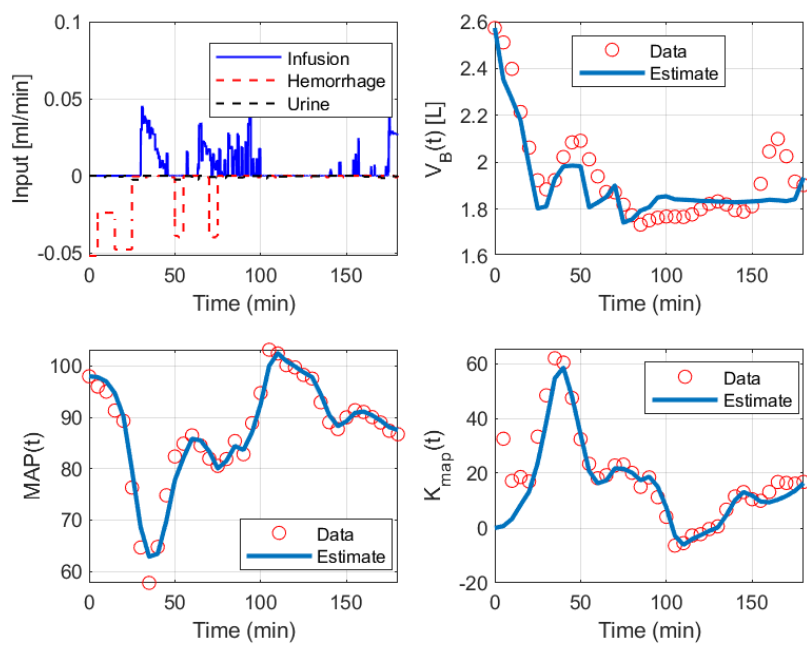 0.1
0.05
0
-0.05
Input [ml/min]
Infusion
Hemorrhage
Urine
0
50
100
150
Time (min)
2.6
2.4
2.2
2
1.8
1.6
V_B(t) [L]
Data
Estimate
0
50
100
150
Time (min)
100
90
80
70
60
MAP(t)
Data
Estimate
0
50
100
150
Time (min)
60
40
20
0
-20
K_map(t)
Data
Estimate
0
50
100
150
Time (min)